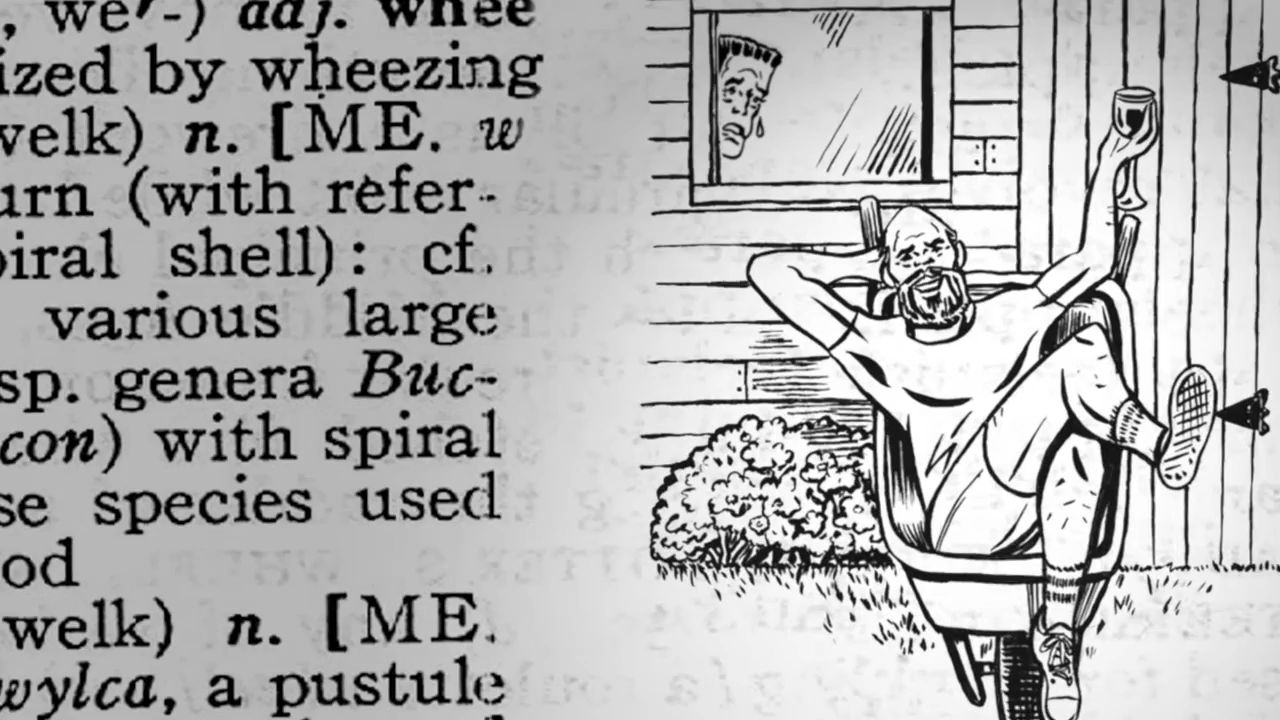 , we′-) adj. whee
ized by wheezing
welk) n. [ME. w
urn (with refer-
piral shell): cf.
various large
sp. genera Buc-
con) with spiral
se species used
od
welk) n. [ME.
wylca, a pustule